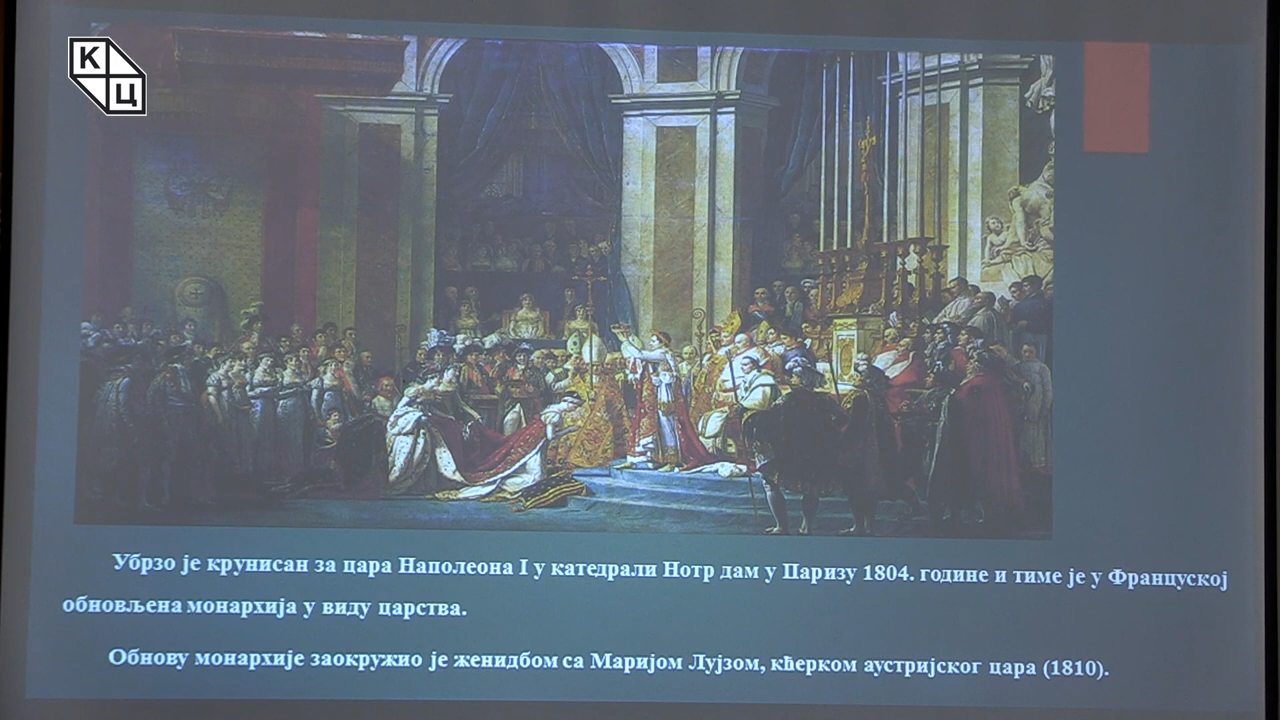 КЦ
Убрзо је крунисан за цара Наполеона I у катедрали Нотр дам у Паризу 1804. године и тиме је у Француској
обновљена монархија у виду царства.
Обнову монархије заокружио је женидбом са Маријом Лујзом, кћерком аустријског цара (1810).